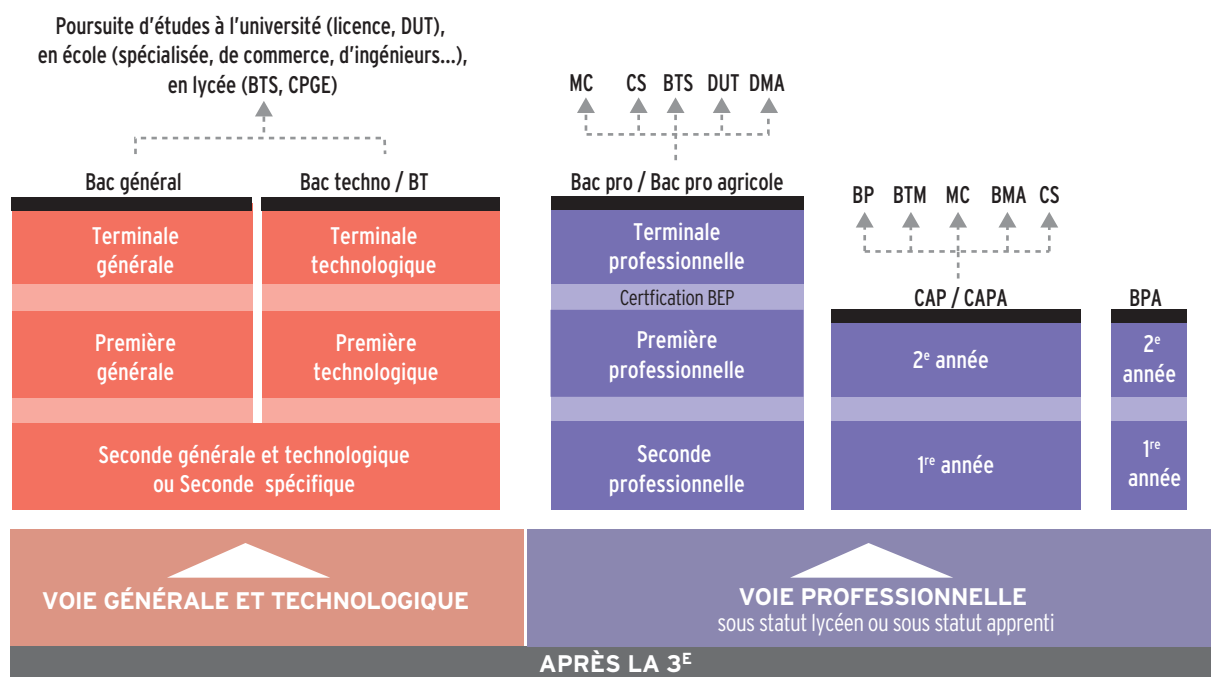 Poursuite d'études à l'université (licence, DUT),
en école (spécialisée, de commerce, d'ingénieurs...),
en lycée (BTS, CPGE)
MC CS BTS DUT DMA
Bac général
Bac techno / BT
Bac pro / Bac pro agricole
BP BTM MC BMA CS
Terminale
générale
Terminale
technologique
Terminale
professionnelle
Certfication BEP
CAP / CAPA
BPA
Première
générale
Première
technologique
Première
professionnelle
2e année
2e
année
Seconde générale et technologique
ou Seconde spécifique
Seconde
professionnelle
1re année
1re
année
VOIE GÉNÉRALE ET TECHNOLOGIQUE
VOIE PROFESSIONNELLE
sous statut lycéen ou sous statut apprenti
APRÈS LA 3E